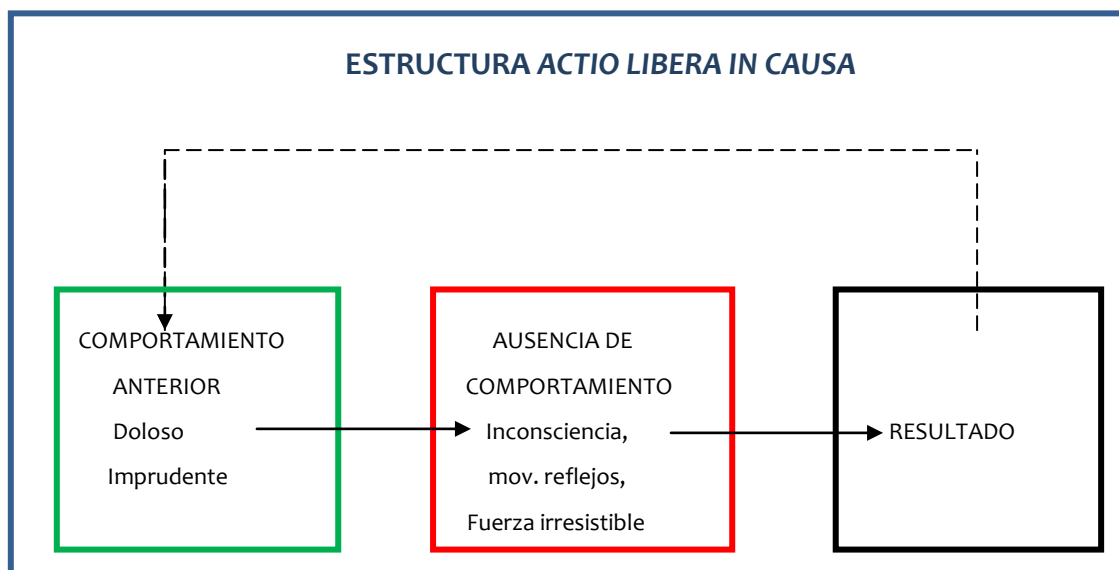 ESTRUCTURA ACTIO LIBERA IN CAUSA
COMPORTAMIENTO
ANTERIOR
Doloso
Imprudente
AUSENCIA DE
COMPORTAMIENTO
Inconsciencia,
mov. reflejos,
Fuerza irresistible
RESULTADO